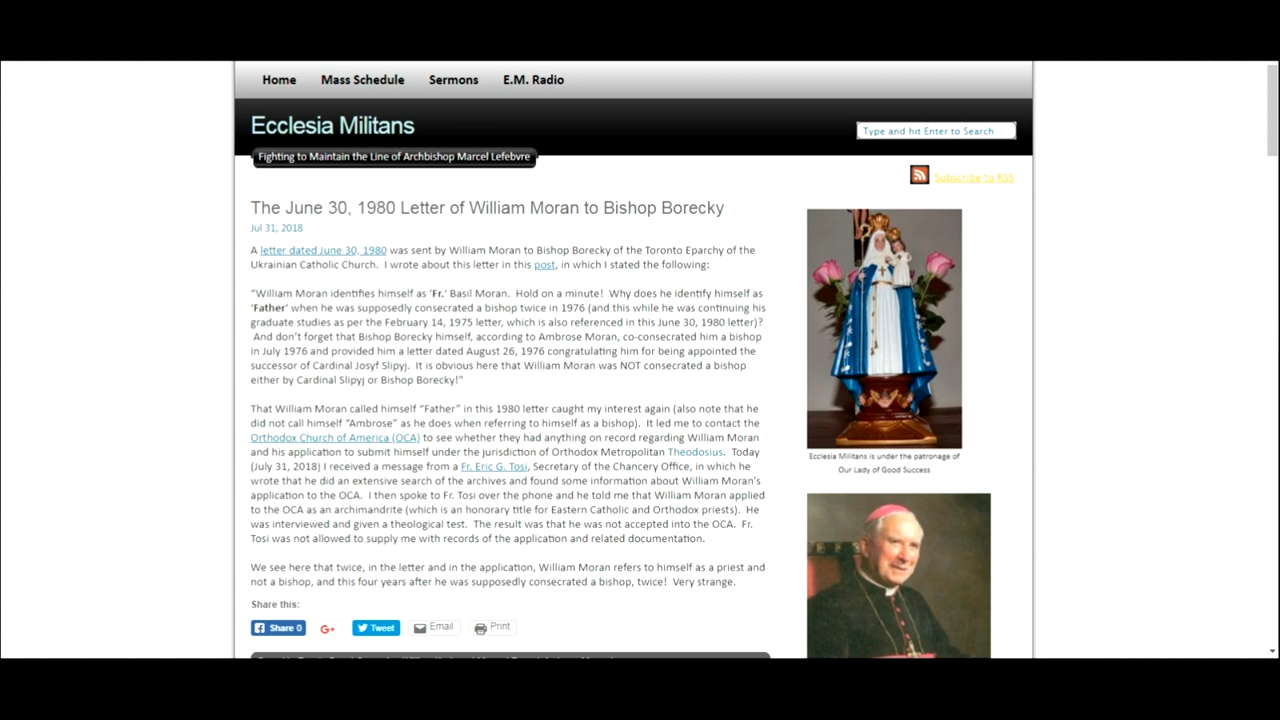 Home Mass Schedule Sermons E.M. Radio
Ecclesia Militans
Type and hit Enter to Search
Fighting to Maintain the Line of Archbishop Marcel Lefebvre
Subscribe to RSS
The June 30, 1980 Letter of William Moran to Bishop Borecky
Jul 31, 2018
A letter dated June 30, 1980 was sent by William Moran to Bishop Borecky of the Toronto Eparchy of the
Ukrainian Catholic Church. I wrote about this letter in this post, in which I stated the following:
“William Moran identifies himself as ‘Fr.’ Basil Moran. Hold on a minute! Why does he identify himself as
‘Father’ when he was supposedly consecrated a bishop twice in 1976 (and this while he was continuing his
graduate studies as per the February 14, 1975 letter, which is also referenced in this June 30, 1980 letter)?
And don’t forget that Bishop Borecky himself, according to Ambrose Moran, co-consecrated him a bishop
in July 1976 and provided him a letter dated August 26, 1976 congratulating him for being appointed the
successor of Cardinal Josyf Slipyj. It is obvious here that William Moran was NOT consecrated a bishop
either by Cardinal Slipyj or Bishop Borecky!”
That William Moran called himself “Father” in this 1980 letter caught my interest again (also note that he
did not call himself “Ambrose” as he does when referring to himself as a bishop). It led me to contact the
Orthodox Church of America (OCA) to see whether they had anything on record regarding William Moran
and his application to submit himself under the jurisdiction of Orthodox Metropolitan Theodosius. Today
(July 31, 2018) I received a message from a Fr. Eric G. Tosi, Secretary of the Chancery Office, in which he
wrote that he did an extensive search of the archives and found some information about William Moran’s
application to the OCA. I then spoke to Fr. Tosi over the phone and he told me that William Moran applied
to the OCA as an archimandrite (which is an honorary title for Eastern Catholic and Orthodox priests). He
was interviewed and given a theological test. The result was that he was not accepted into the OCA. Fr.
Tosi was not allowed to supply me with records of the application and related documentation.
We see here that twice, in the letter and in the application, William Moran refers to himself as a priest and
not a bishop, and this four years after he was supposedly consecrated a bishop, twice! Very strange.
Share this:
Share 0 G+ Tweet Email Print
Ecclesia Militans is under the patronage of
Our Lady of Good Success